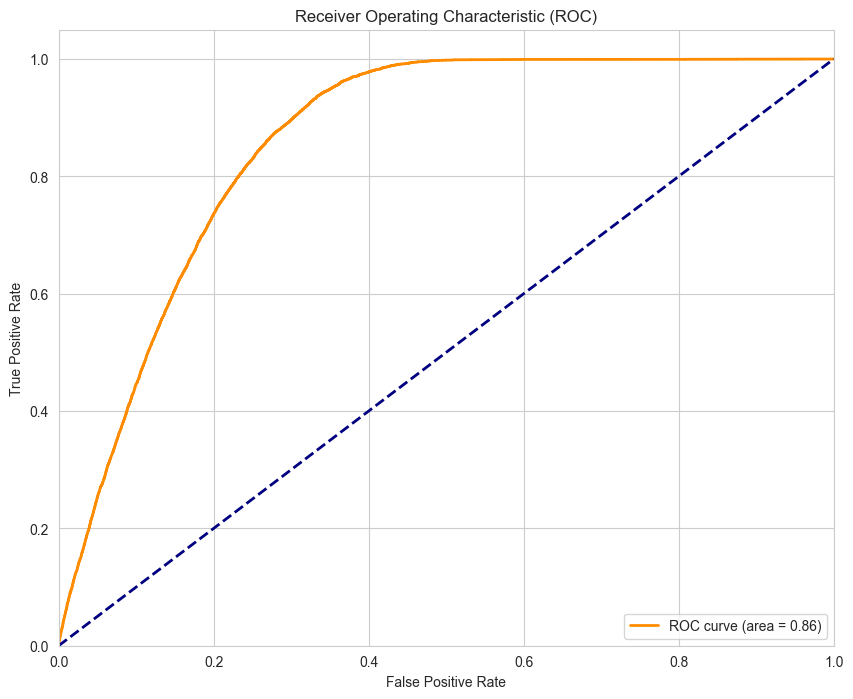 Receiver Operating Characteristic (ROC)
True Positive Rate
1.0
0.8
0.6
0.4
0.2
0.0
0.0 0.2 0.4 0.6 0.8 1.0
False Positive Rate
ROC curve (area = 0.86)